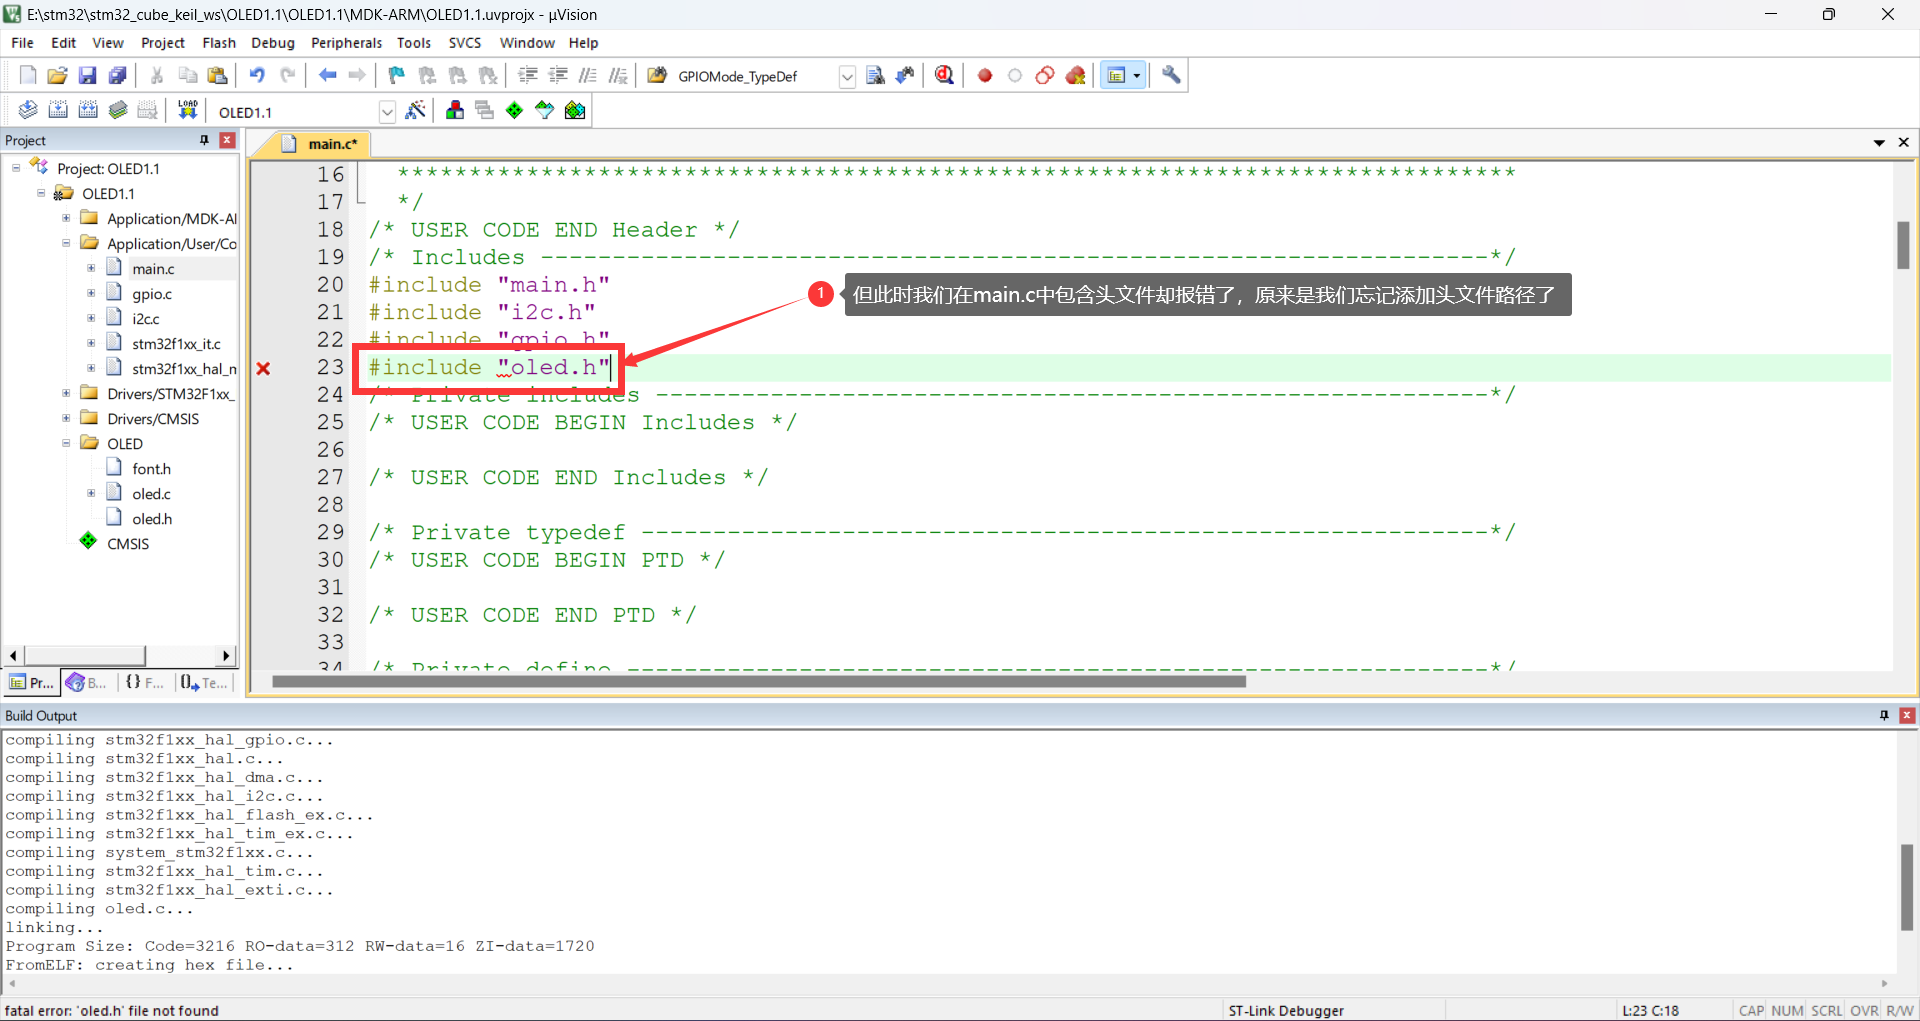 E:\stm32\stm32_cube_keil_ws\OLED1.1\OLED1.1\MDK-ARM\OLED1.1.uvprojx - µVision
File Edit View Project Flash Debug Peripherals Tools SVCS Window Help
GPIOMode_TypeDef
LOAD OLED1.1
Project
main.c*
Project: OLED1.1
OLED1.1
Application/MDK-AI
Application/User/Co
main.c
gpio.c
i2c.c
stm32f1xx_it.c
stm32f1xx_hal_n
Drivers/STM32F1xx_
Drivers/CMSIS
OLED
font.h
oled.c
oled.h
CMSIS
Pr... B... {} F... Te...
16 ******************************************************************************
17 */
18 /* USER CODE END Header */
19 /* Includes ------------------------------------------------------------------*/
20 #include "main.h"
21 #include "i2c.h"
22 #include "gpio.h"
23 #include "oled.h"
24 /* Private includes ----------------------------------------------------------*/
25 /* USER CODE BEGIN Includes */
26
27 /* USER CODE END Includes */
28
29 /* Private typedef -----------------------------------------------------------*/
30 /* USER CODE BEGIN PTD */
31
32 /* USER CODE END PTD */
33
34 /* Private define ------------------------------------------------------------*/
1 但此时我们在main.c中包含头文件却报错了，原来是我们忘记添加头文件路径了
Build Output
compiling stm32f1xx_hal_gpio.c...
compiling stm32f1xx_hal.c...
compiling stm32f1xx_hal_dma.c...
compiling stm32f1xx_hal_i2c.c...
compiling stm32f1xx_hal_flash_ex.c...
compiling stm32f1xx_hal_tim_ex.c...
compiling system_stm32f1xx.c...
compiling stm32f1xx_hal_tim.c...
compiling stm32f1xx_hal_exti.c...
compiling oled.c...
linking...
Program Size: Code=3216 RO-data=312 RW-data=16 ZI-data=1720
FromELF: creating hex file...
fatal error: 'oled.h' file not found ST-Link Debugger L:23 C:18 CAP NUM SCRL OVR R/W